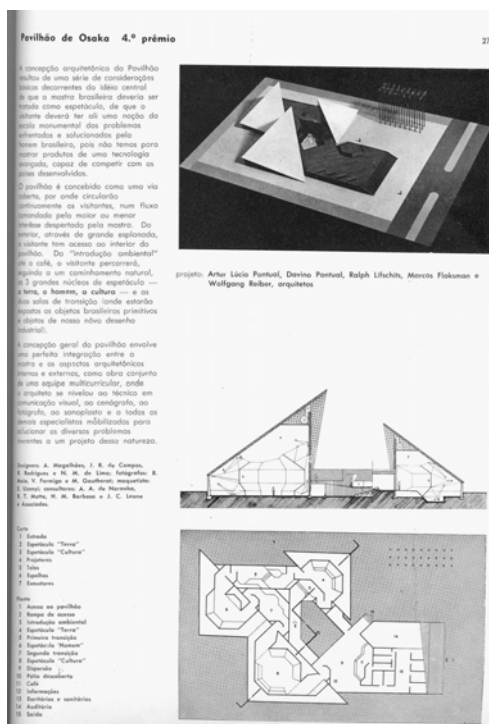 Pavilhão de Osaka 4.º prêmio
27
A concepção arquitetônica do Pavilhão
resultou de uma série de considerações
básicas decorrentes da idéia central
de que a mostra brasileira deveria ser
tratada como espetáculo, de que o
visitante deverá ter ali uma noção da
escala monumental dos problemas
enfrentados e solucionados pelo
homem brasileiro, pois não temos para
mostrar produtos de uma tecnologia
avançada, capaz de competir com os
países desenvolvidos.
O pavilhão é concebido como uma via
aberta, por onde circularão
continuamente os visitantes, num fluxo
comandado pelo maior ou menor
interêsse despertado pela mostra. Do
exterior, através de grande esplanada,
o visitante tem acesso ao interior do
pavilhão. Da "introdução ambiental"
até o café, o visitante percorrerá,
seguindo a um caminhamento natural,
os 3 grandes núcleos de espetáculo —
a terra, o homem, a cultura — e as
duas salas de transição (onde estarão
expostos os objetos brasileiros primitivos
e objetos de nosso nôvo desenho
industrial).
A concepção geral do pavilhão envolve
uma perfeita integração entre a
mostra e os aspectos arquitetônicos
internos e externos, como obra conjunta
de uma equipe multicurricular, onde
o arquiteto se nivelou ao técnico em
comunicação visual, ao cenógrafo, ao
fotógrafo, ao sonoplasta e a todos os
demais especialistas mobilizados para
solucionar os diversos problemas
inerentes a um projeto dessa natureza.
projeto: Artur Lúcio Pontual, Davino Pontual, Ralph Lifschits, Marcos Flaksman e
Wolfgang Reiber, arquitetos
Designers: A. Magalhães, J. R. de Campos,
R. Rodrigues e N. M. de Lima; fotógrafos: B.
V. Formiga e M. Gautherot; maquetista:
consultores: A. A. de Noronha,
R. T. Motta, H. M. Barbosa e J. C.
e Associados.
Corte
1 Entrada
2 Espetáculo "Terra"
3 Espetáculo "Cultura"
4 Projetores
5 Telas
6 Espelhos
7 Exaustores
Planta
1 Acesso ao pavilhão
2 Rampa de acesso
3 Introdução ambiental
4 Espetáculo "Terra"
5 Primeira transição
6 Espetáculo "Homem"
7 Segunda transição
8 Espetáculo "Cultura"
9 Dispersão
10 Pátio descoberto
11 Café
12 Informações
13 Escritórios e sanitários
14 Auditório
15 Saída